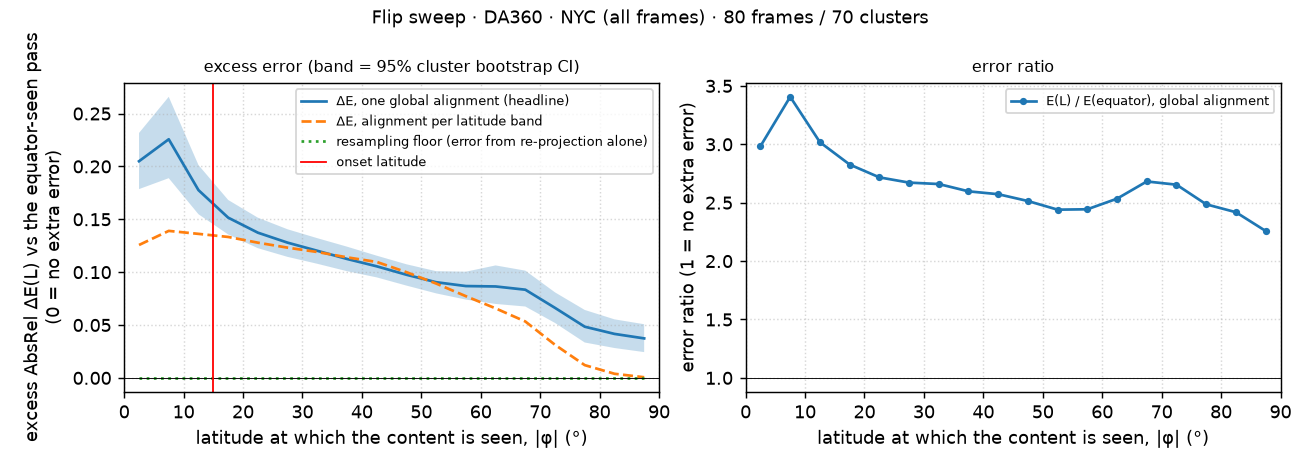 Flip sweep · DA360 · NYC (all frames) · 80 frames / 70 clusters
excess error (band = 95% cluster bootstrap CI)
excess AbsRel ΔE(L) vs the equator-seen pass
(0 = no extra error)
0.25
0.20
0.15
0.10
0.05
0.00
ΔE, one global alignment (headline)
ΔE, alignment per latitude band
resampling floor (error from re-projection alone)
onset latitude
0 10 20 30 40 50 60 70 80 90
latitude at which the content is seen, |φ| (°)
error ratio
error ratio (1 = no extra error)
3.5
3.0
2.5
2.0
1.5
1.0
E(L) / E(equator), global alignment
0 10 20 30 40 50 60 70 80 90
latitude at which the content is seen, |φ| (°)